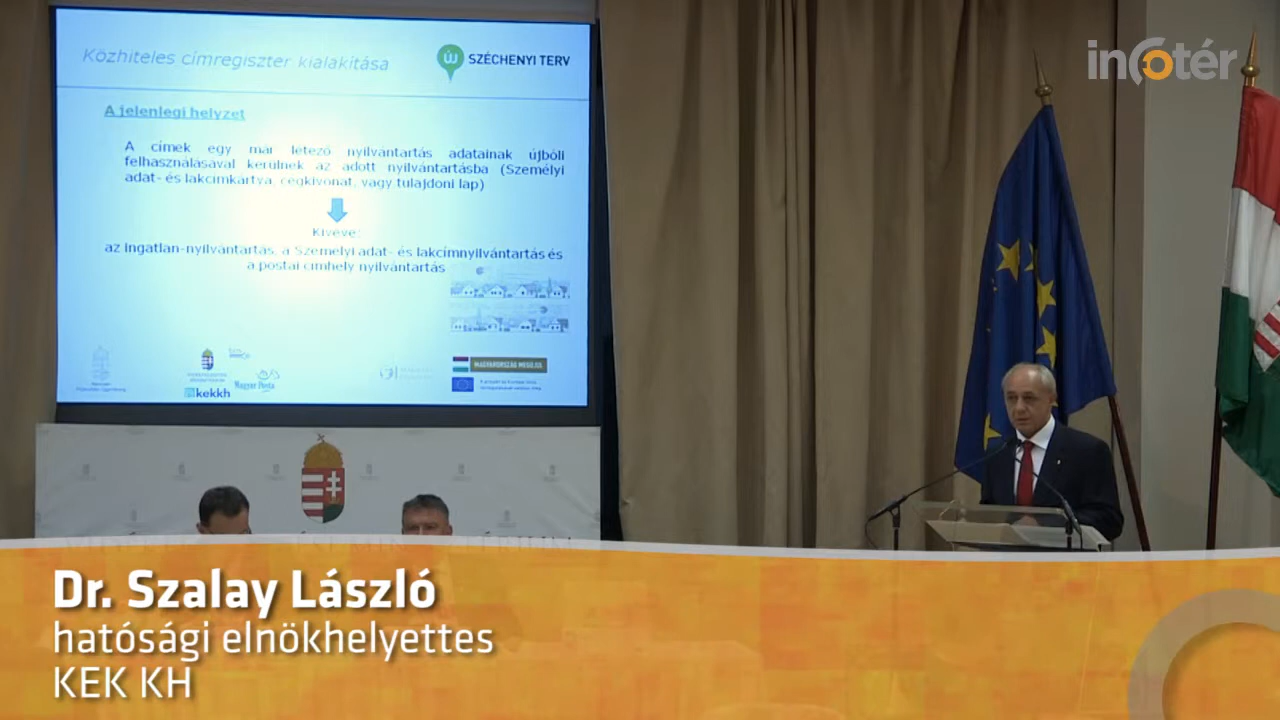 Közhiteles címregiszter kialakítása
új SZÉCHENYI TERV
infotér
A jelenlegi helyzet
A címek egy már létező nyilvántartás adatainak újbóli
felhasználásával kerülnek az adott nyilvántartásba (Személyi
adat- és lakcímkártya, cégkivonat, vagy tulajdoni lap)
Kivéve:
az ingatlan-nyilvántartás, a Személyi adat- és lakcímnyilvántartás és
a postai címhely nyilvántartás
MAGYARORSZÁG MEGÚJUL
Magyar Posta
kekkh
Dr. Szalay László
hatósági elnökhelyettes
KEK KH